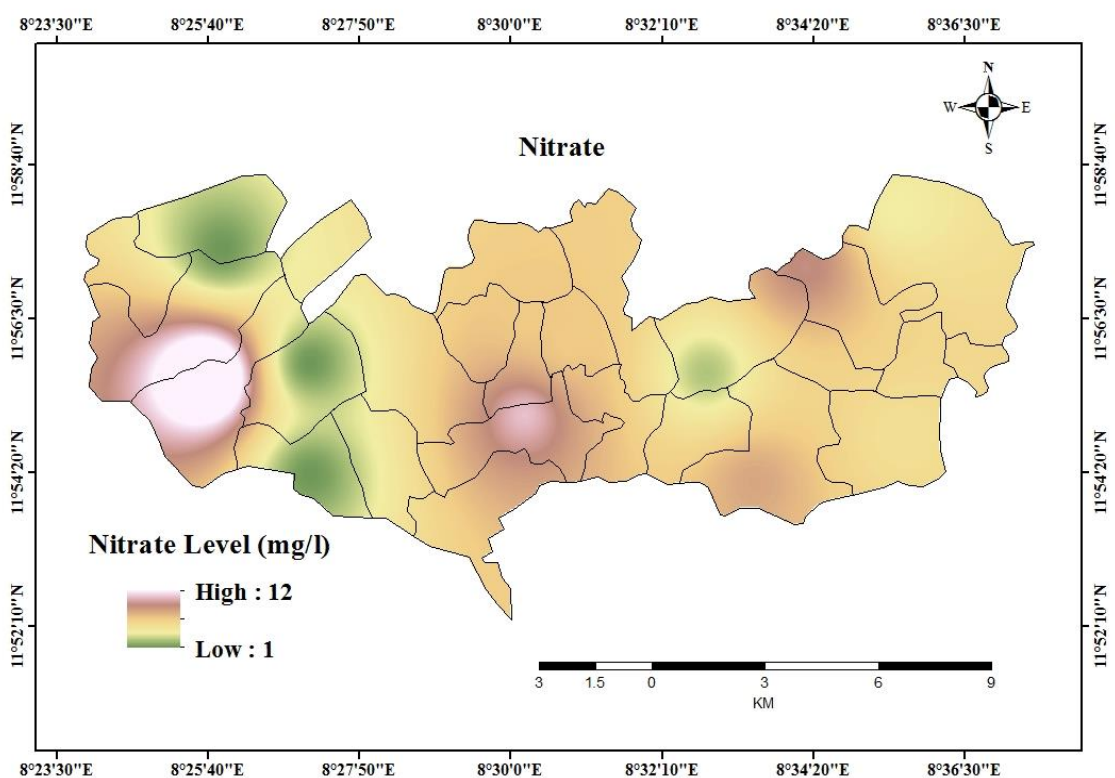 8°23'30"E 8°25'40"E 8°27'50"E 8°30'0"E 8°32'10"E 8°34'20"E 8°36'30"E
N
W E
S
Nitrate
11°58'40"N 11°58'40"N
11°56'30"N 11°56'30"N
11°54'20"N 11°54'20"N
11°52'10"N 11°52'10"N
Nitrate Level (mg/l)
High : 12
Low : 1
3 1.5 0 3 6 9
KM
8°23'30"E 8°25'40"E 8°27'50"E 8°30'0"E 8°32'10"E 8°34'20"E 8°36'30"E